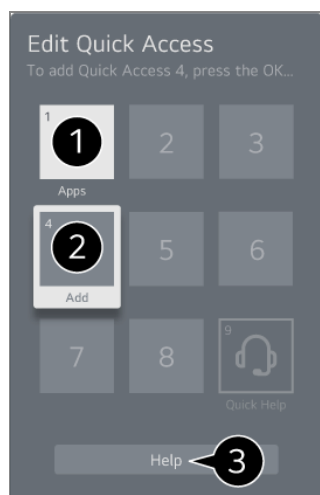 Edit Quick Access
To add Quick Access 4, press the OK...
1
1
2
3
Apps
4
2
5
6
Add
7
8
9
Quick Help
Help
3